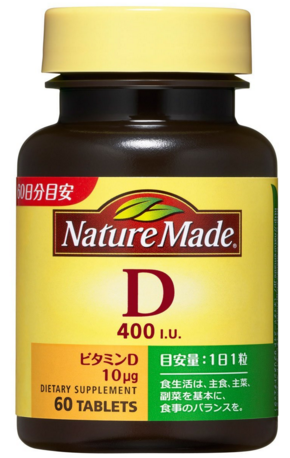 60日分目安
Nature Made®
D
400 I.U.
ビタミンD
10μg
DIETARY SUPPLEMENT
60 TABLETS
目安量:1日1粒
食生活は、主食、主菜、
副菜を基本に、
食事のバランスを。